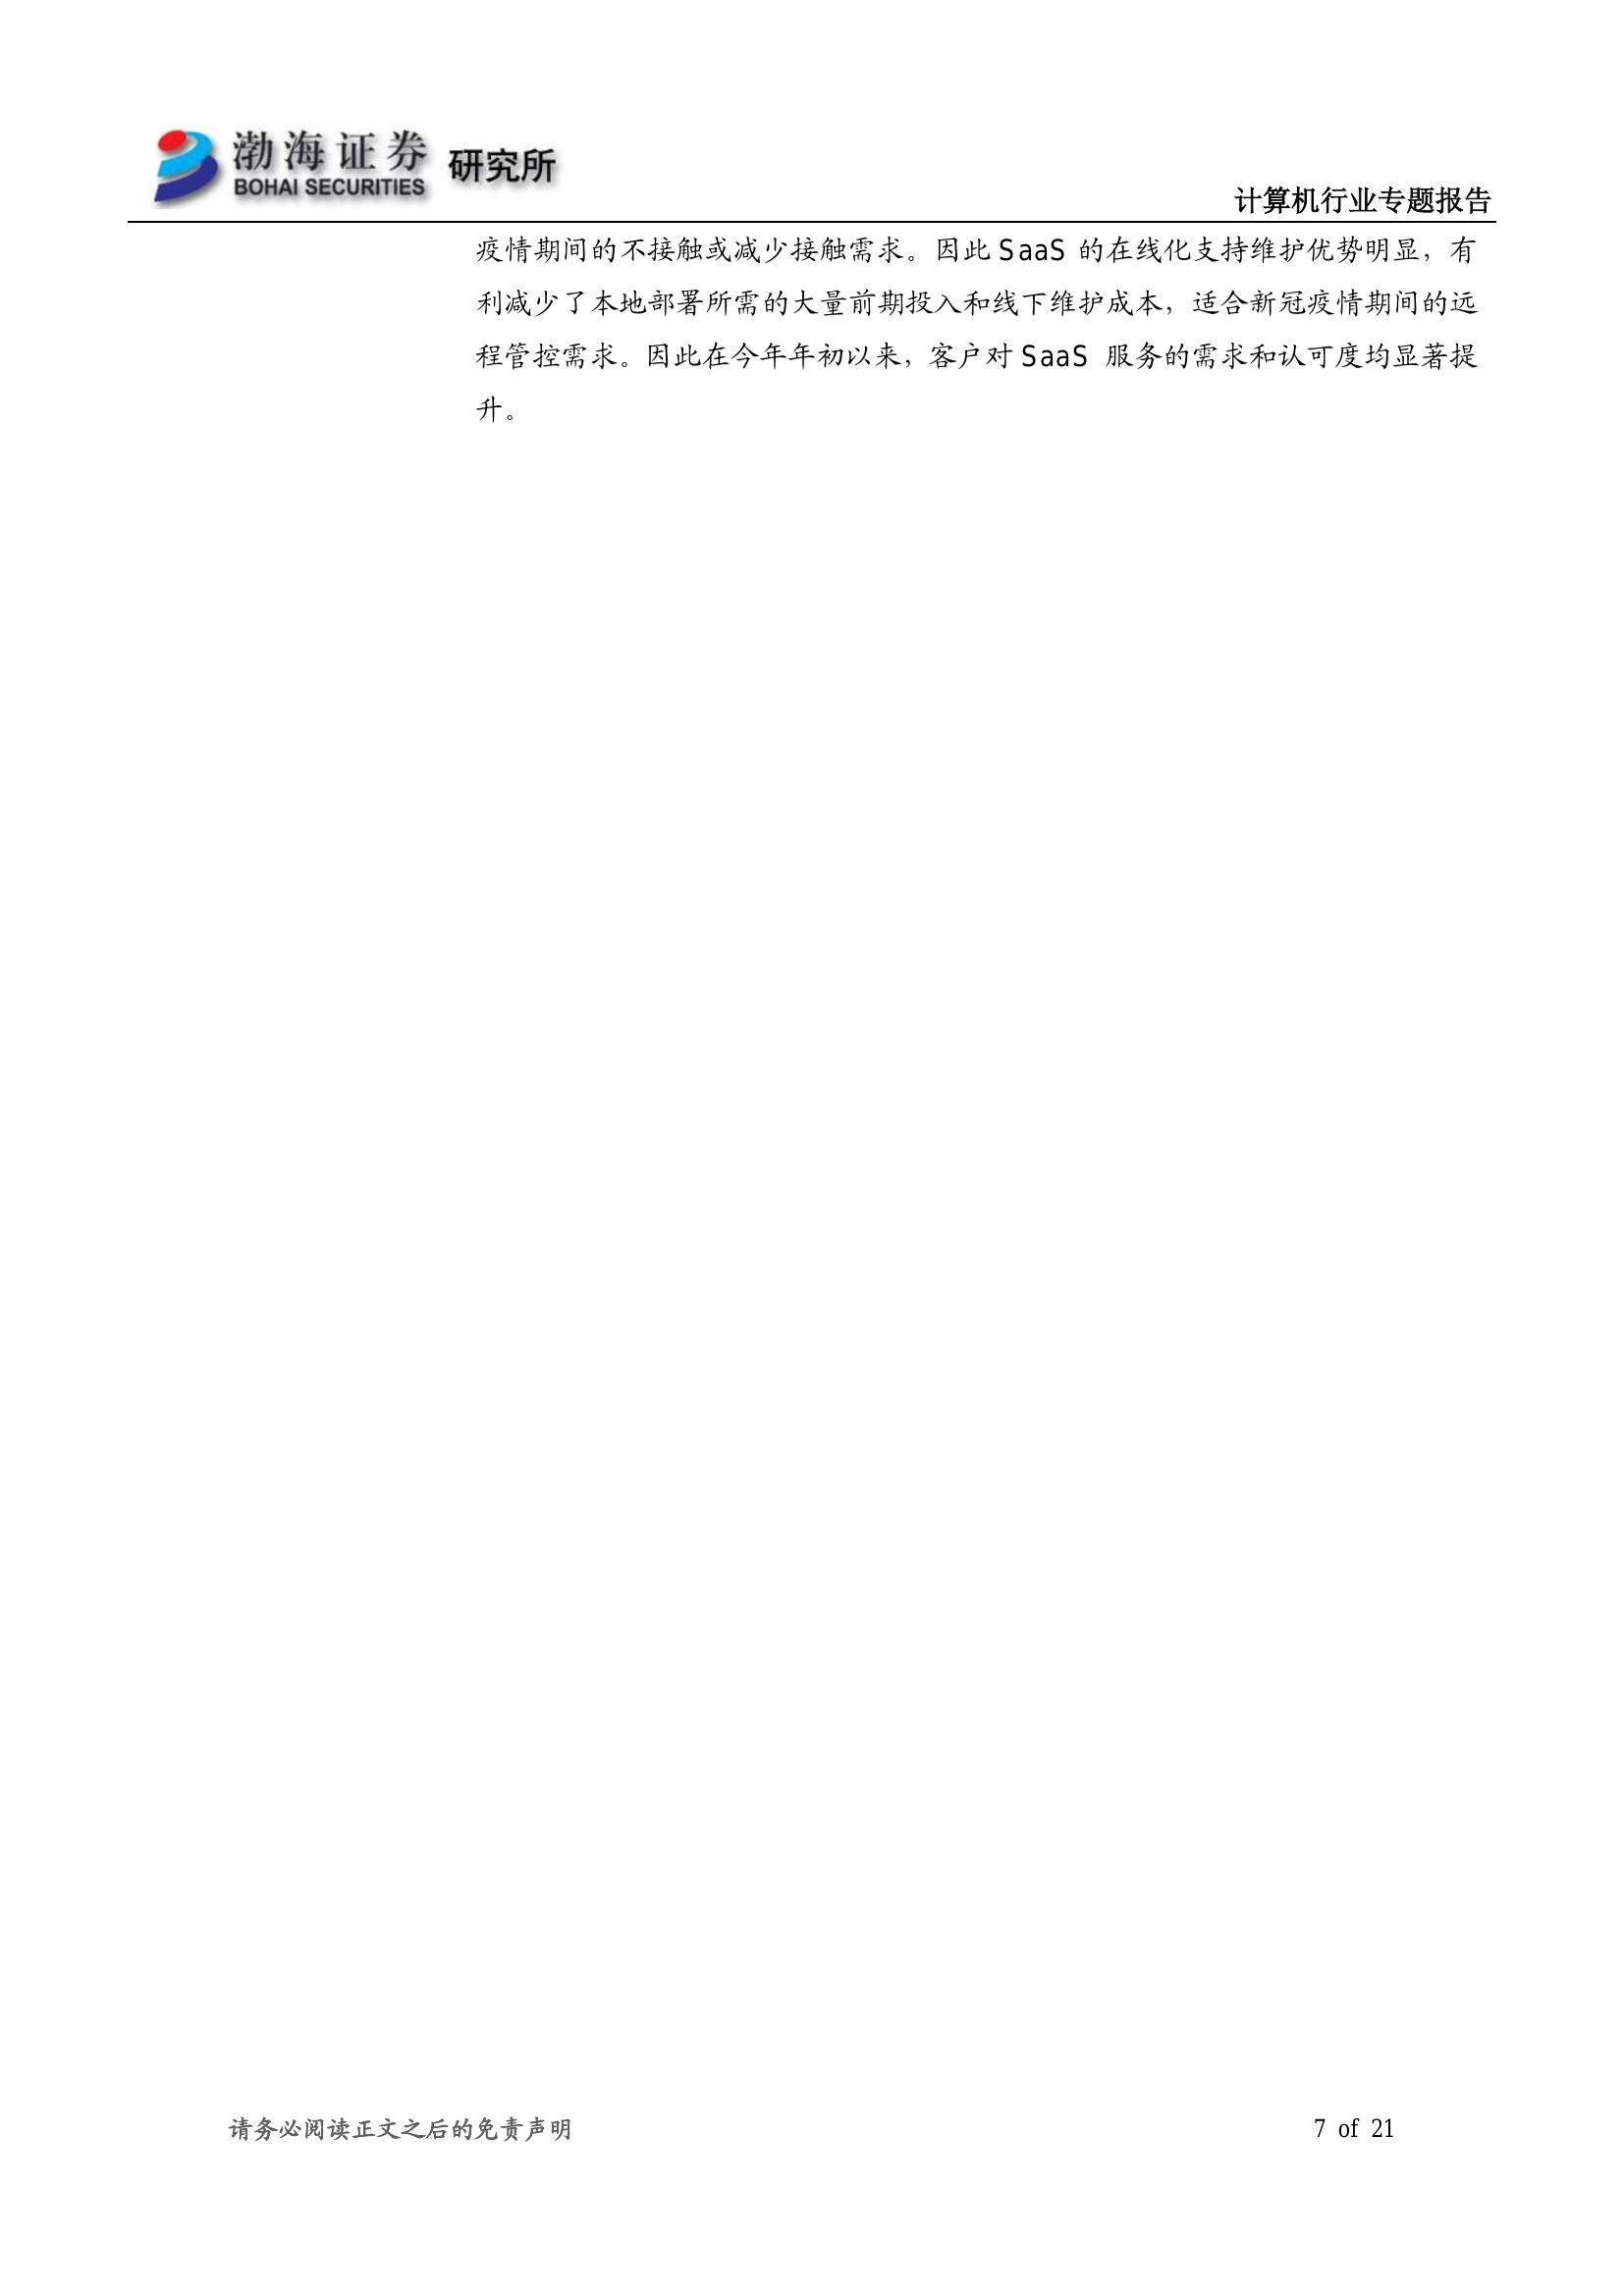 渤海证券 研究所
BOHAI SECURITIES
计算机行业专题报告
疫情期间的不接触或减少接触需求。因此 SaaS 的在线化支持维护优势明显，有
利减少了本地部署所需的大量前期投入和线下维护成本，适合新冠疫情期间的远
程管控需求。因此在今年年初以来，客户对 SaaS 服务的需求和认可度均显著提
升。
请务必阅读正文之后的免责声明
7 of 21